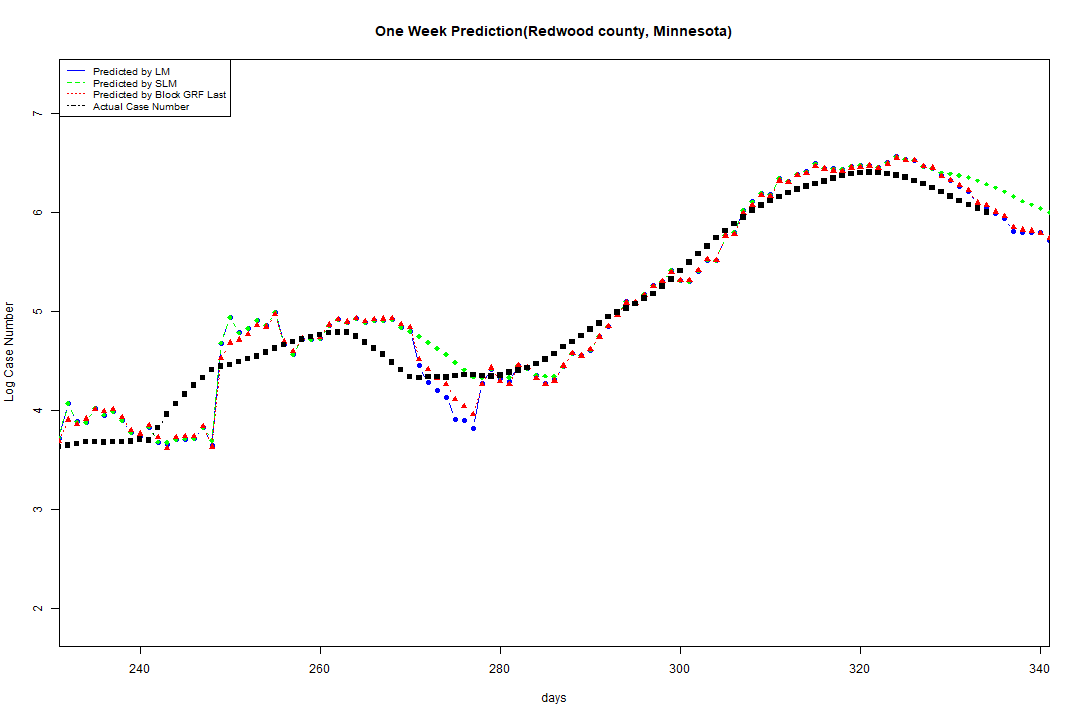 One Week Prediction(Redwood county, Minnesota)
Predicted by LM
Predicted by SLM
Predicted by Block GRF Last
Actual Case Number
7
6
5
4
3
2
Log Case Number
240 260 280 300 320 340
days